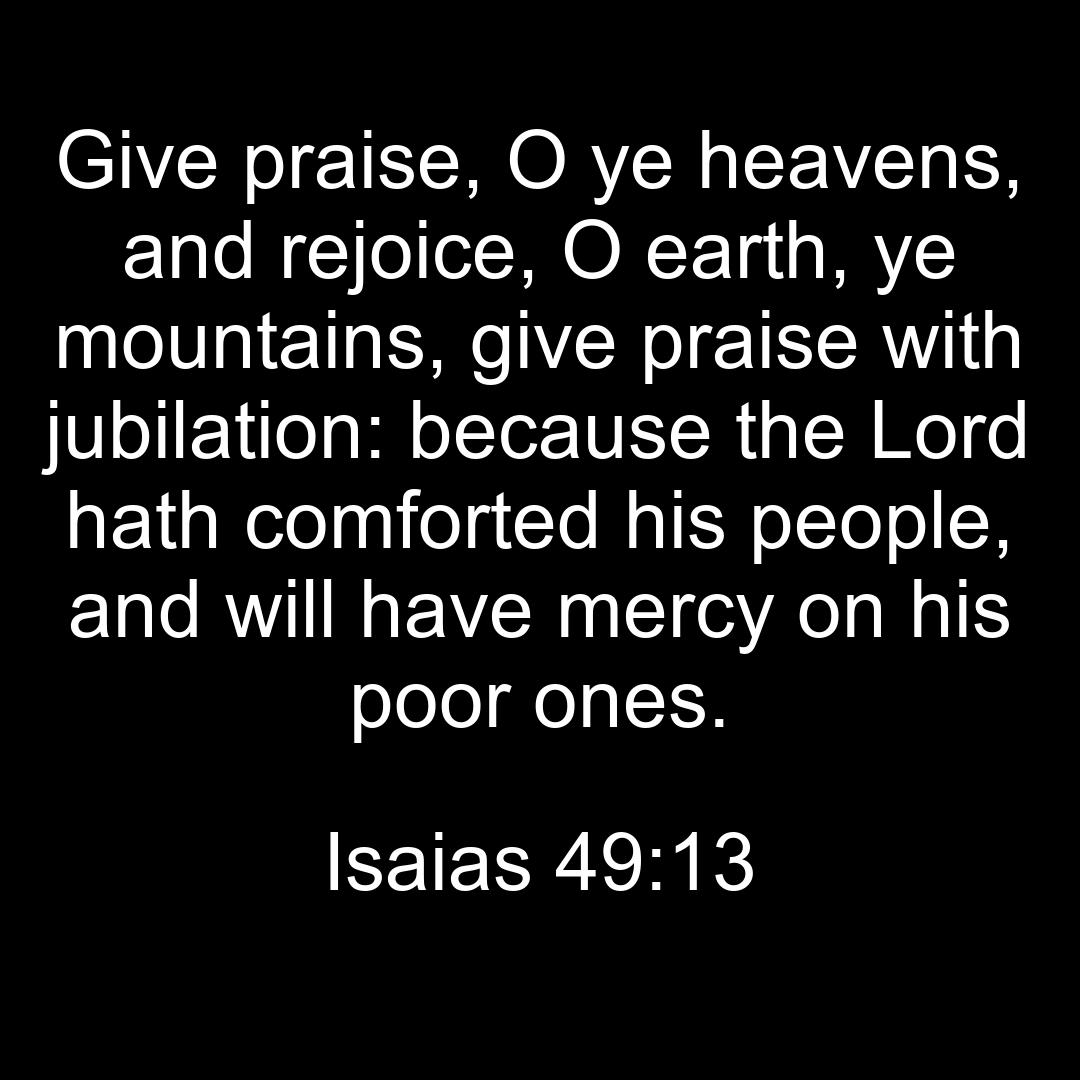 Give praise, O ye heavens,
and rejoice, O earth, ye
mountains, give praise with
jubilation: because the Lord
hath comforted his people,
and will have mercy on his
poor ones.
Isaias 49:13